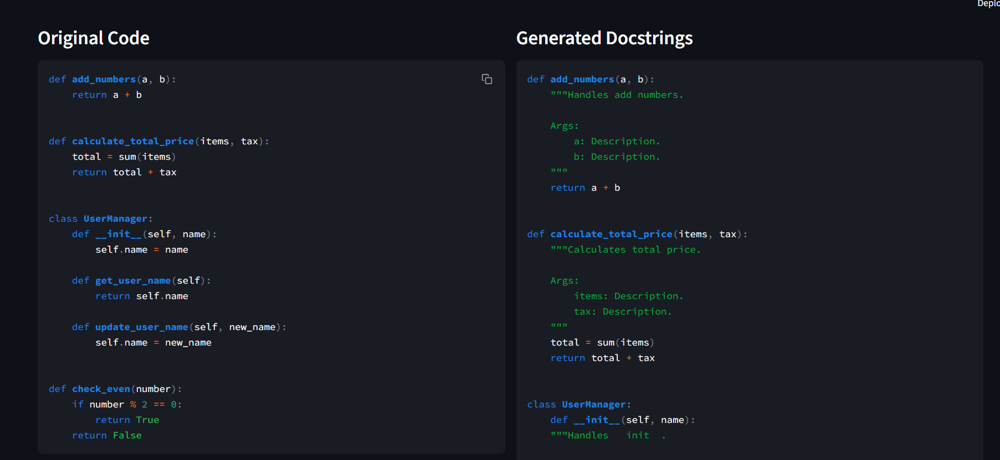 Deplo
Original Code
def add_numbers(a, b):
    return a + b
def calculate_total_price(items, tax):
    total = sum(items)
    return total + tax
class UserManager:
    def __init__(self, name):
        self.name = name
    def get_user_name(self):
        return self.name
    def update_user_name(self, new_name):
        self.name = new_name
def check_even(number):
    if number % 2 == 0:
        return True
    return False
Generated Docstrings
def add_numbers(a, b):
    """Handles add numbers.
    Args:
        a: Description.
        b: Description.
    """
    return a + b
def calculate_total_price(items, tax):
    """Calculates total price.
    Args:
        items: Description.
        tax: Description.
    """
    total = sum(items)
    return total + tax
class UserManager:
    def __init__(self, name):
    """Handles   init  .